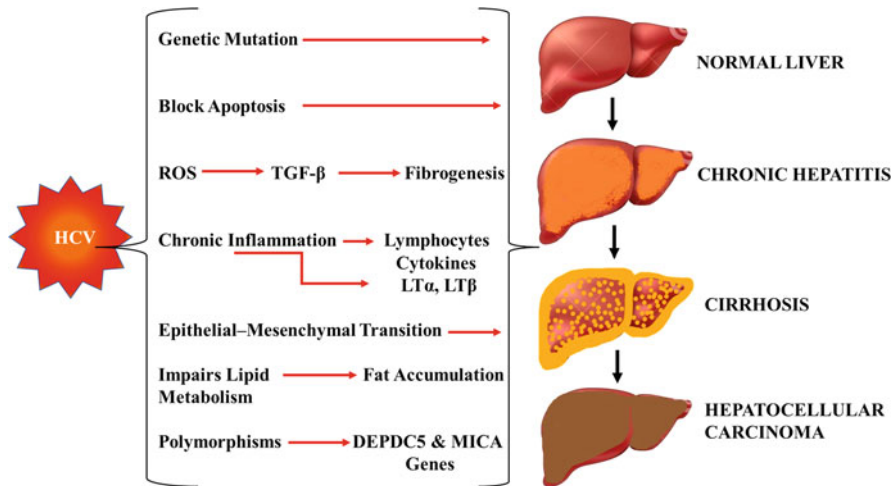 HCV
Genetic Mutation
Block Apoptosis
ROS TGF-β Fibrogenesis
Chronic Inflammation Lymphocytes
Cytokines
LTα, LTβ
Epithelial–Mesenchymal Transition
Impairs Lipid Fat Accumulation
Metabolism
Polymorphisms DEPDC5 & MICA
Genes
NORMAL LIVER
CHRONIC HEPATITIS
CIRRHOSIS
HEPATOCELLULAR
CARCINOMA